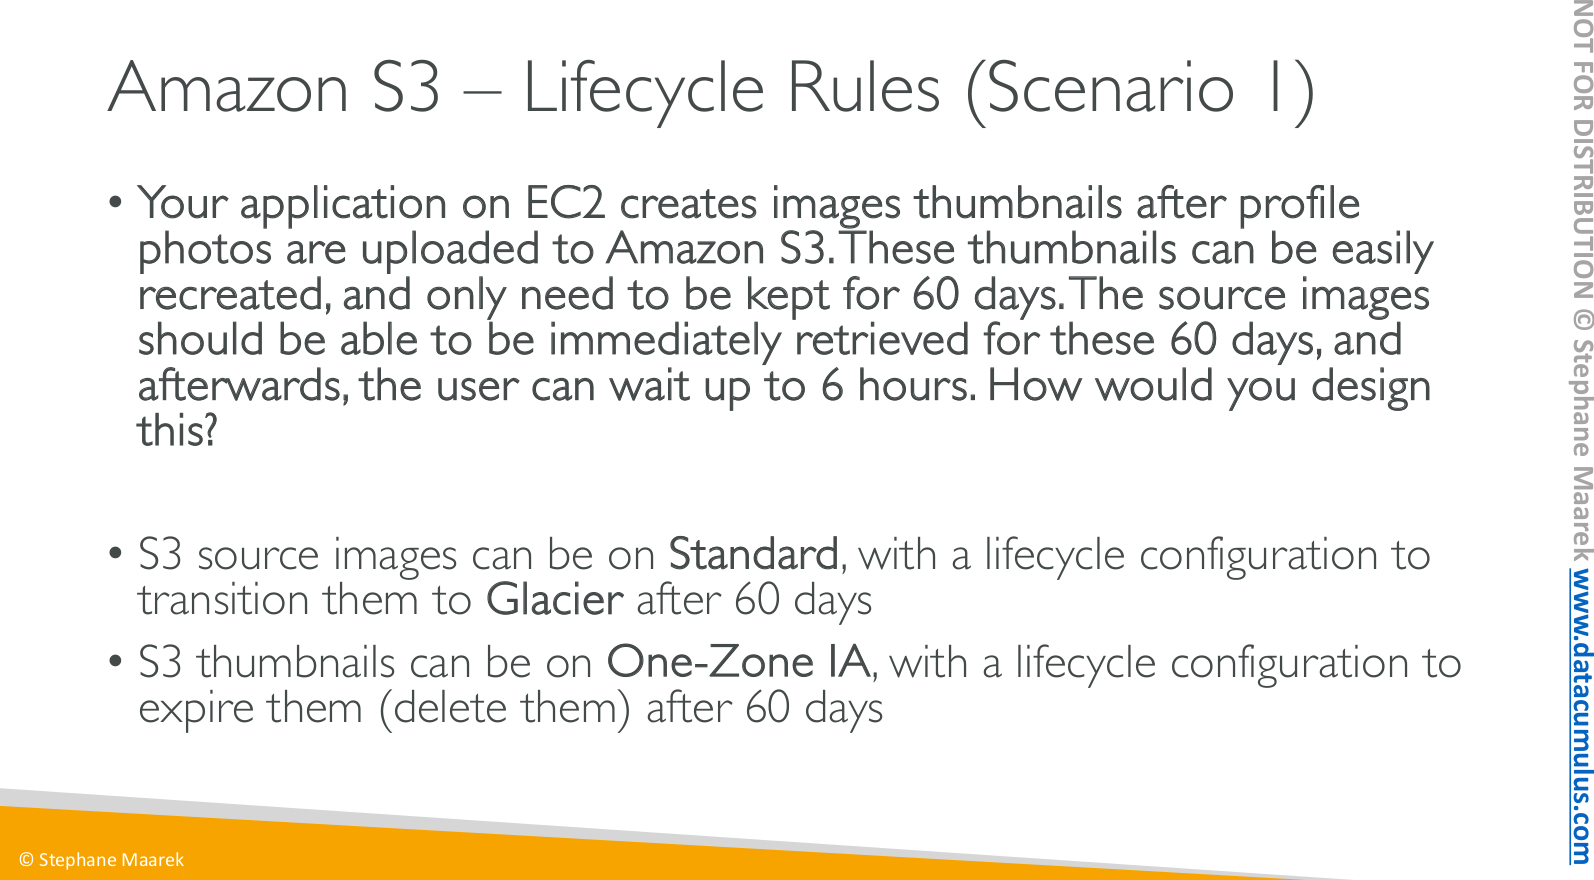 Amazon S3 – Lifecycle Rules (Scenario 1)
• Your application on EC2 creates images thumbnails after profile
photos are uploaded to Amazon S3. These thumbnails can be easily
recreated, and only need to be kept for 60 days. The source images
should be able to be immediately retrieved for these 60 days, and
afterwards, the user can wait up to 6 hours. How would you design
this?
• S3 source images can be on Standard, with a lifecycle configuration to
transition them to Glacier after 60 days
• S3 thumbnails can be on One-Zone IA, with a lifecycle configuration to
expire them (delete them) after 60 days
© Stephane Maarek
NOT FOR DISTRIBUTION © Stephane Maarek www.datacumulus.com